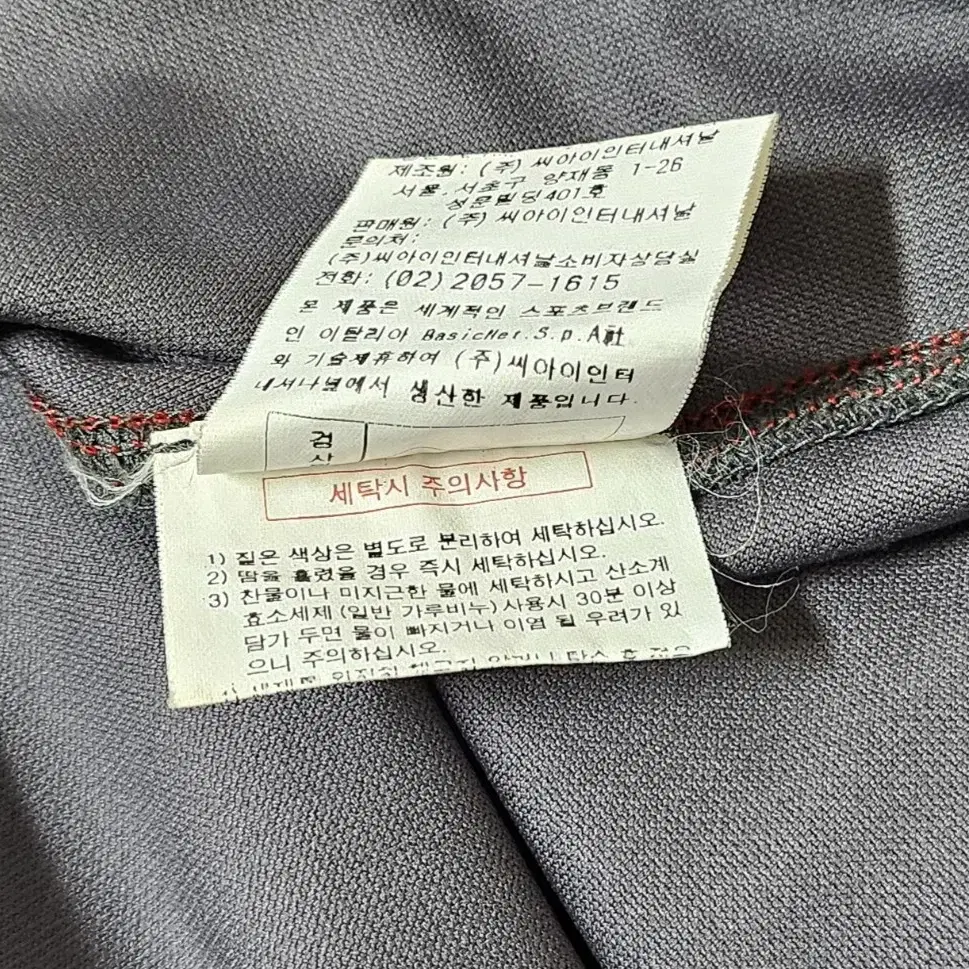 제조원: (주) 씨아이인터내셔날
서울. 서초구 양재동 1-26
성문빌딩401호
판매원: (주) 씨아이인터내셔날
문의처:
(주)씨아이인터내셔날소비자상담실
전화: (02) 2057-1615
본 제품은 세계적인 스포츠브랜드
인 이탈리아 BasicNet.S.p.A社
와 기술제휴하여 (주)씨아이인터
내셔나널에서 생산한 제품입니다.
검
세탁시 주의사항
1) 짙은 색상은 별도로 분리하여 세탁하십시오.
2) 땀을 흘렸을 경우 즉시 세탁하십시오.
3) 찬물이나 미지근한 물에 세탁하시고 산소계
효소세제 (일반 가루비누) 사용시 30분 이상
담가 두면 물이 빠지거나 이염 될 우려가 있
으니 주의하십시오.